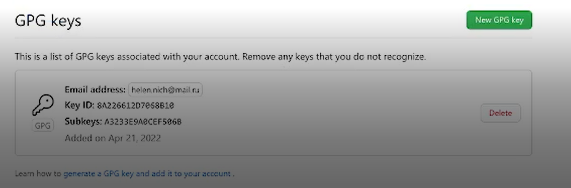 GPG keys
New GPG key
This is a list of GPG keys associated with your account. Remove any keys that you do not recognize.
Email address: helen.nich@mail.ru
Key ID: 8A226612D7068B10
Subkeys: A3233E9A0CEF506B
GPG
Added on Apr 21, 2022
Delete
Learn how to generate a GPG key and add it to your account.